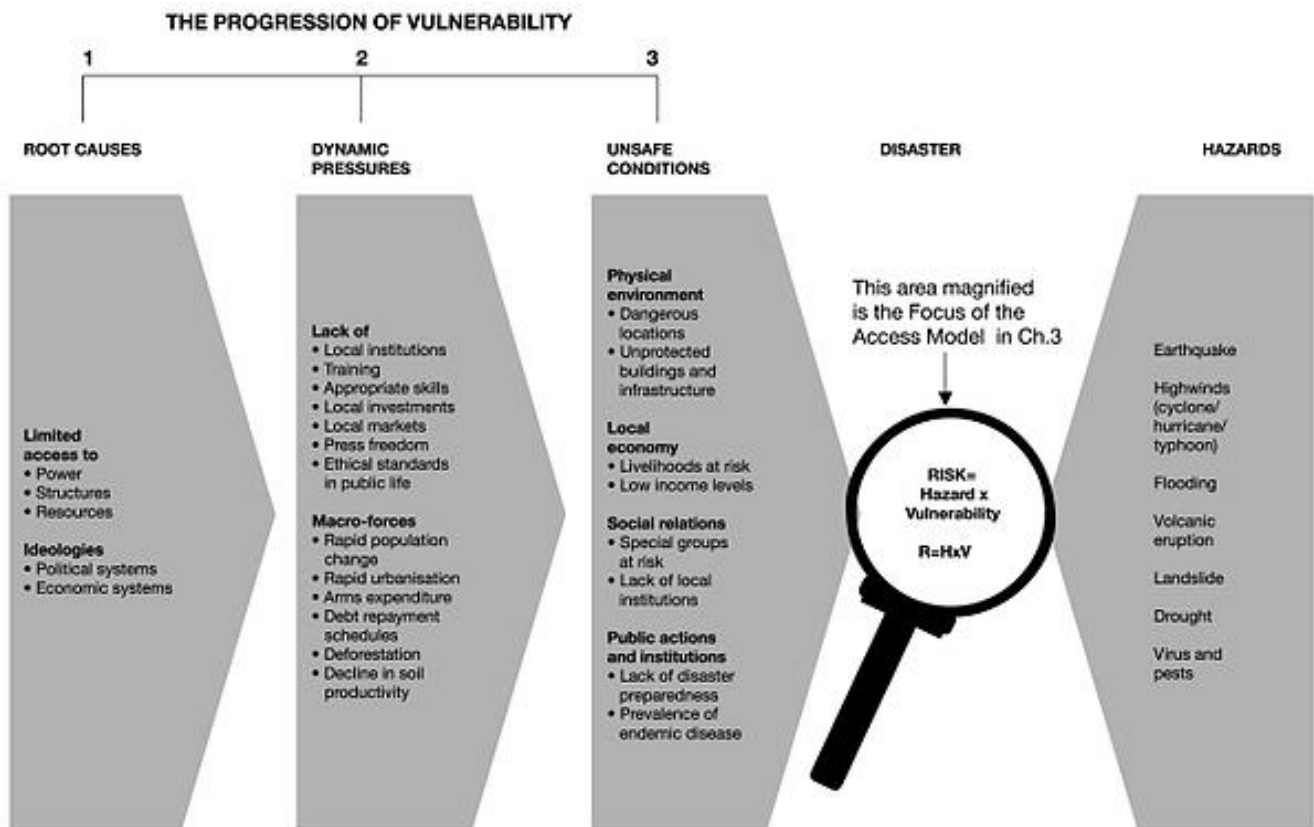 THE PROGRESSION OF VULNERABILITY
1
2
3
ROOT CAUSES
DYNAMIC
PRESSURES
UNSAFE
CONDITIONS
DISASTER
HAZARDS
Limited
access to
• Power
• Structures
• Resources
Ideologies
• Political systems
• Economic systems
Lack of
• Local institutions
• Training
• Appropriate skills
• Local investments
• Local markets
• Press freedom
• Ethical standards
in public life
Macro-forces
• Rapid population
change
• Rapid urbanisation
• Arms expenditure
• Debt repayment
schedules
• Deforestation
• Decline in soil
productivity
Physical
environment
• Dangerous
locations
• Unprotected
buildings and
infrastructure
Local
economy
• Livelihoods at risk
• Low income levels
Social relations
• Special groups
at risk
• Lack of local
institutions
Public actions
and institutions
• Lack of disaster
preparedness
• Prevalence of
endemic disease
This area magnified
is the Focus of the
Access Model in Ch.3
RISK=
Hazard x
Vulnerability
R=HxV
Earthquake
Highwinds
(cyclone/
hurricane/
typhoon)
Flooding
Volcanic
eruption
Landslide
Drought
Virus and
pests